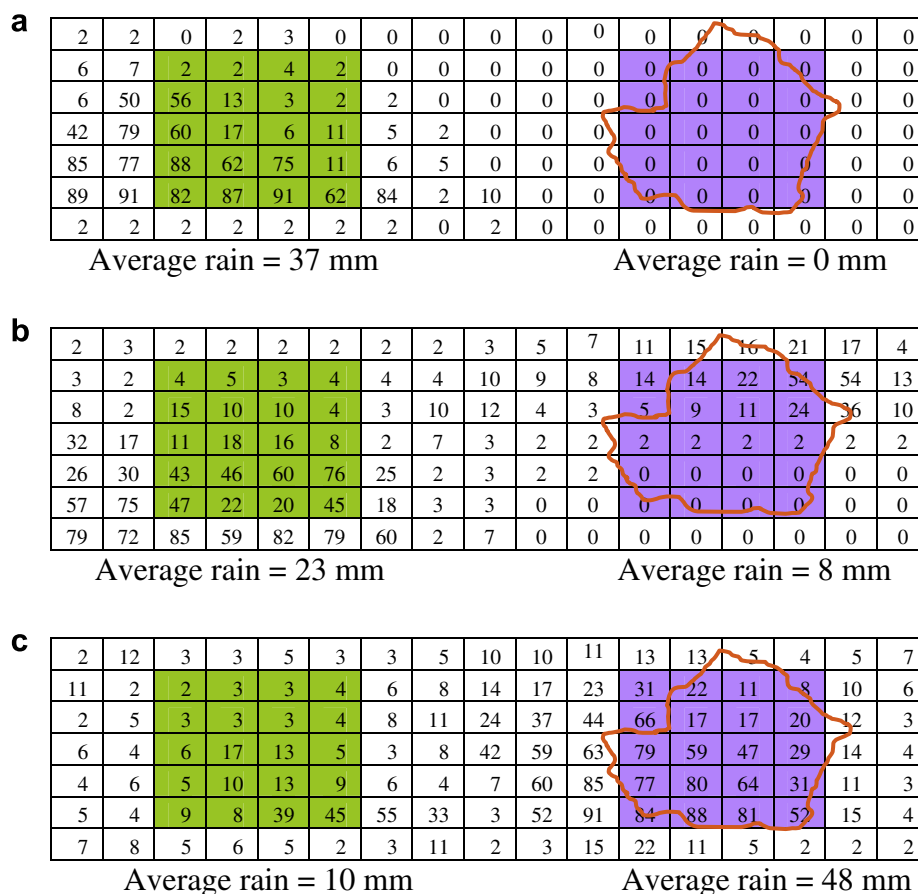 a
2 2 0 2 3 0 0 0 0 0 0 0 0 0 0 0 0
6 7 2 2 4 2 0 0 0 0 0 0 0 0 0 0 0
6 50 56 13 3 2 2 0 0 0 0 0 0 0 0 0 0
42 79 60 17 6 11 5 2 0 0 0 0 0 0 0 0 0
85 77 88 62 75 11 6 5 0 0 0 0 0 0 0 0 0
89 91 82 87 91 62 84 2 10 0 0 0 0 0 0 0 0
2 2 2 2 2 2 2 0 2 0 0 0 0 0 0 0 0
Average rain = 37 mm Average rain = 0 mm
b
2 3 2 2 2 2 2 2 3 5 7 11 15 16 21 17 4
3 2 4 5 3 4 4 4 10 9 8 14 14 22 54 54 13
8 2 15 10 10 4 3 10 12 4 3 5 9 11 24 36 10
32 17 11 18 16 8 2 7 3 2 2 2 2 2 2 2 2
26 30 43 46 60 76 25 2 3 2 2 0 0 0 0 0 0
57 75 47 22 20 45 18 3 3 0 0 0 0 0 0 0 0
79 72 85 59 82 79 60 2 7 0 0 0 0 0 0 0 0
Average rain = 23 mm Average rain = 8 mm
c
2 12 3 3 5 3 3 5 10 10 11 13 13 5 4 5 7
11 2 2 3 3 4 6 8 14 17 23 31 22 11 8 10 6
2 5 3 3 3 4 8 11 24 37 44 66 17 17 20 12 3
6 4 6 17 13 5 3 8 42 59 63 79 59 47 29 14 4
4 6 5 10 13 9 6 4 7 60 85 77 80 64 31 11 3
5 4 9 8 39 45 55 33 3 52 91 84 88 81 52 15 4
7 8 5 6 5 2 3 11 2 3 15 22 11 5 2 2 2
Average rain = 10 mm Average rain = 48 mm